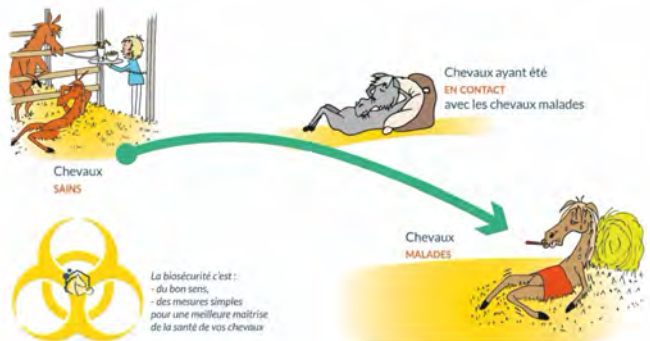 Chevaux ayant été
EN CONTACT
avec les chevaux malades
Chevaux
SAINS
Chevaux
MALADES
La biosécurité c'est :
- du bon sens,
- des mesures simples
pour une meilleure maîtrise
de la santé de vos chevaux